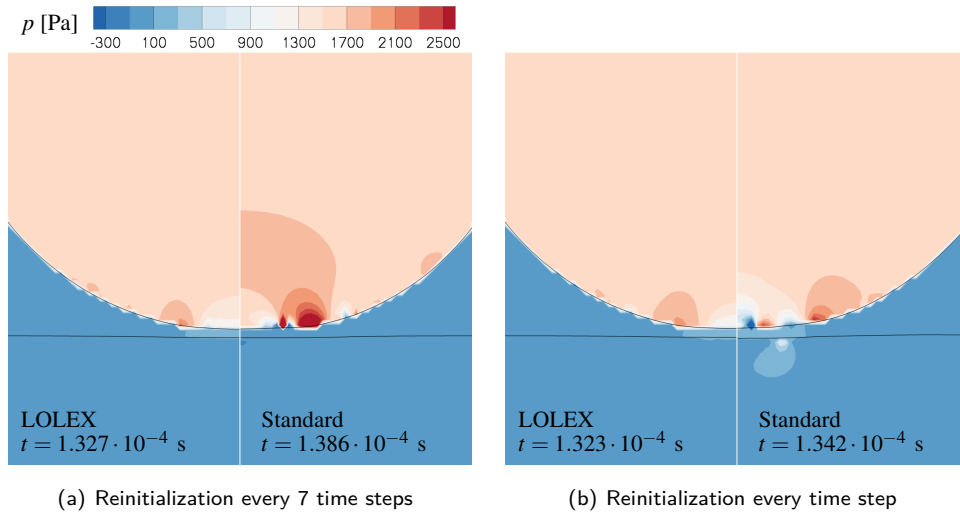 p [Pa]
-300 100 500 900 1300 1700 2100 2500
LOLEX
t = 1.327 · 10⁻⁴ s
Standard
t = 1.386 · 10⁻⁴ s
LOLEX
t = 1.323 · 10⁻⁴ s
Standard
t = 1.342 · 10⁻⁴ s
(a) Reinitialization every 7 time steps
(b) Reinitialization every time step